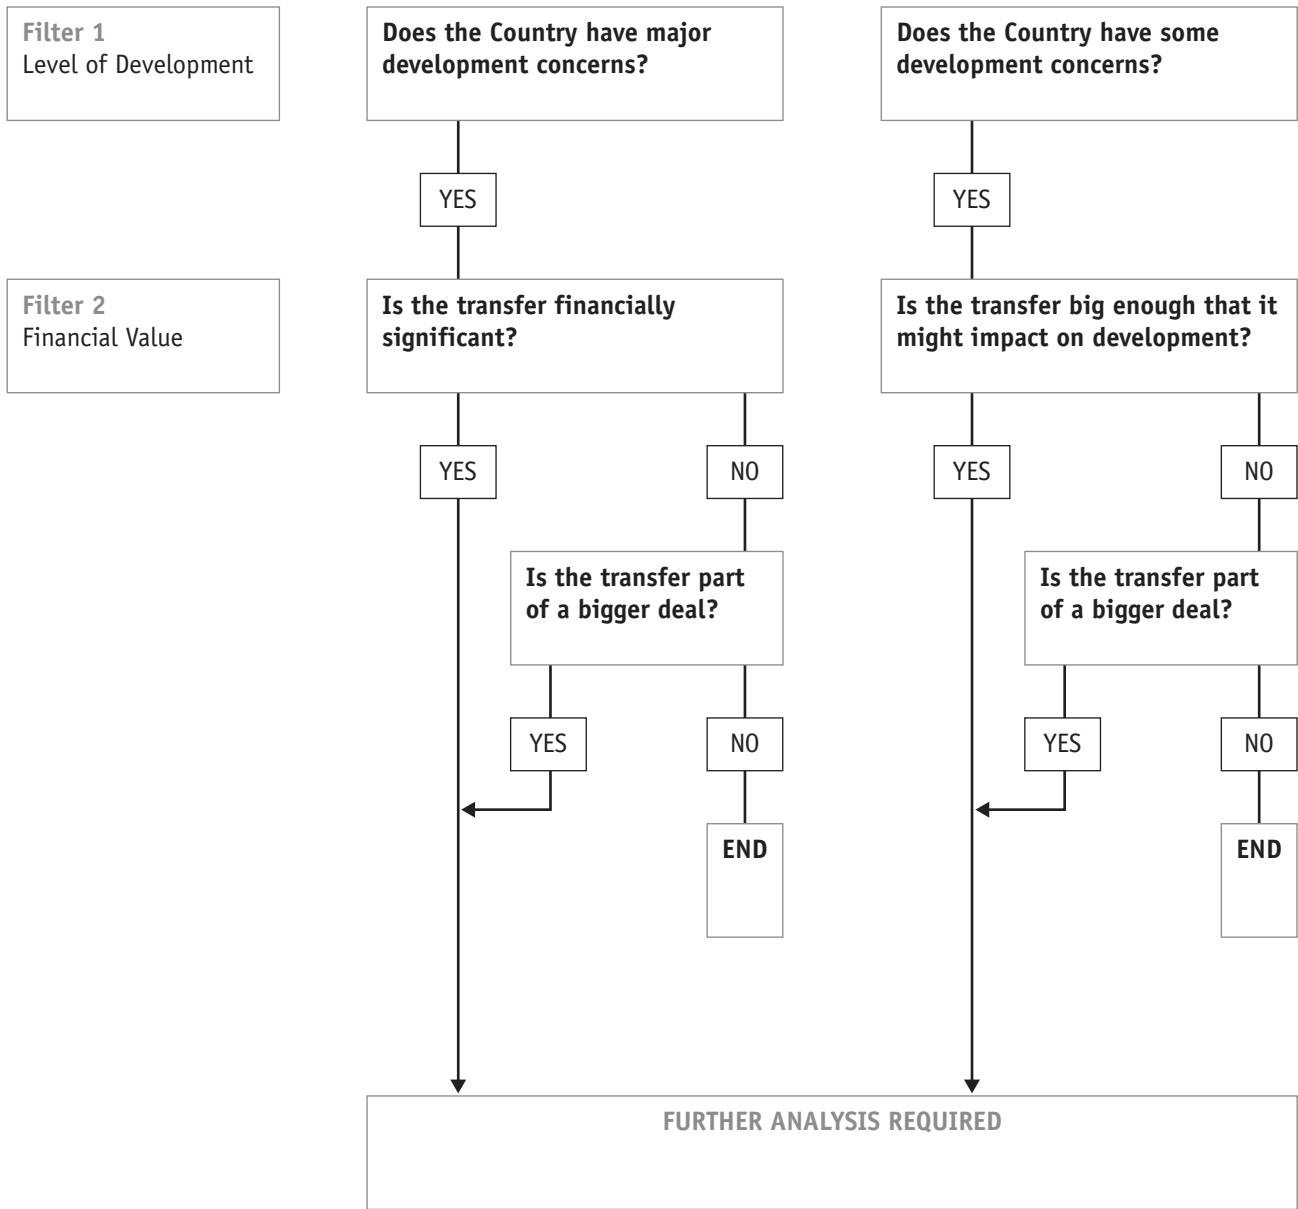 Filter 1
Level of Development
Does the Country have major
development concerns?
Does the Country have some
development concerns?
YES
YES
Filter 2
Financial Value
Is the transfer financially
significant?
Is the transfer big enough that it
might impact on development?
YES
NO
YES
NO
Is the transfer part
of a bigger deal?
Is the transfer part
of a bigger deal?
YES
NO
YES
NO
END
END
FURTHER ANALYSIS REQUIRED